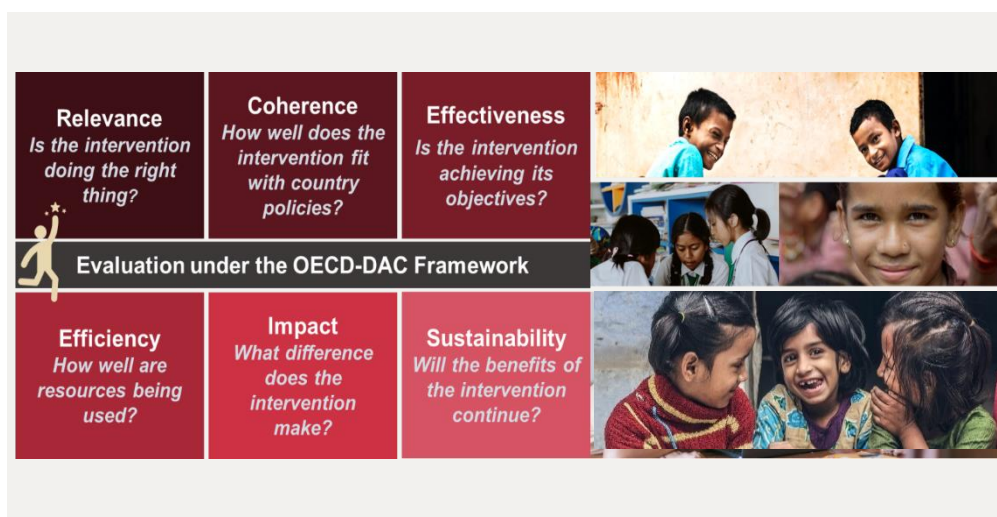 Relevance
Is the intervention
doing the right
thing?
Coherence
How well does the
intervention fit
with country
policies?
Effectiveness
Is the intervention
achieving its
objectives?
Evaluation under the OECD-DAC Framework
Efficiency
How well are
resources being
used?
Impact
What difference
does the
intervention
make?
Sustainability
Will the benefits of
the intervention
continue?